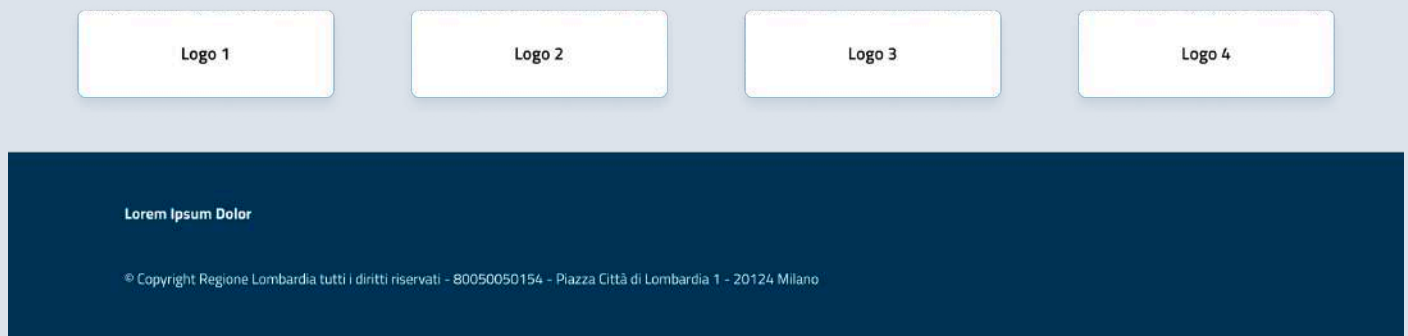 Logo 1
Logo 2
Logo 3
Logo 4
Lorem Ipsum Dolor
© Copyright Regione Lombardia tutti i diritti riservati - 80050050154 - Piazza Città di Lombardia 1 - 20124 Milano